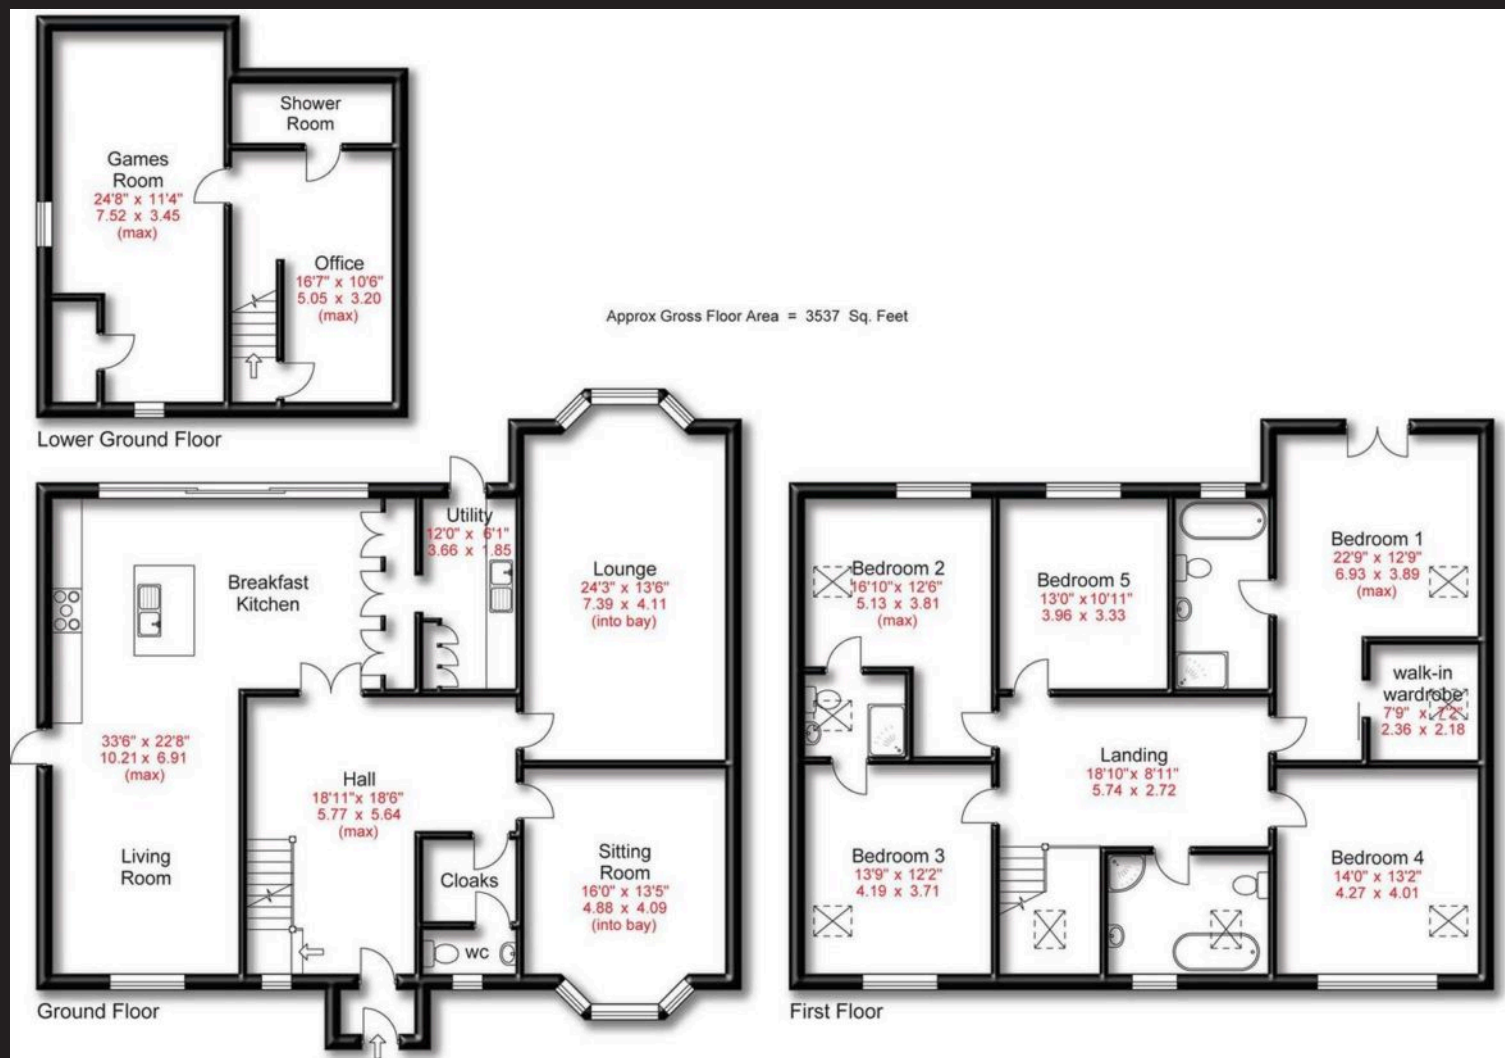 Shower
Room
Games
Room
24'8" x 11'4"
7.52 x 3.45
(max)
Office
16'7" x 10'6"
5.05 x 3.20
(max)
Lower Ground Floor
Approx Gross Floor Area = 3537 Sq. Feet
Utility
12'0" x 6'1"
3.66 x 1.85
Breakfast
Kitchen
Lounge
24'3" x 13'6"
7.39 x 4.11
(into bay)
33'6" x 22'8"
10.21 x 6.91
(max)
Hall
18'11"x 18'6"
5.77 x 5.64
(max)
Living
Room
Cloaks
wc
Sitting
Room
16'0" x 13'5"
4.88 x 4.09
(into bay)
Ground Floor
Bedroom 1
22'9" x 12'9"
6.93 x 3.89
(max)
Bedroom 2
16'10"x 12'6"
5.13 x 3.81
(max)
Bedroom 5
13'0" x10'11"
3.96 x 3.33
walk-in
wardrobe
7'9" x 7'2"
2.36 x 2.18
Landing
18'10"x 8'11"
5.74 x 2.72
Bedroom 3
13'9" x 12'2"
4.19 x 3.71
Bedroom 4
14'0" x 13'2"
4.27 x 4.01
First Floor